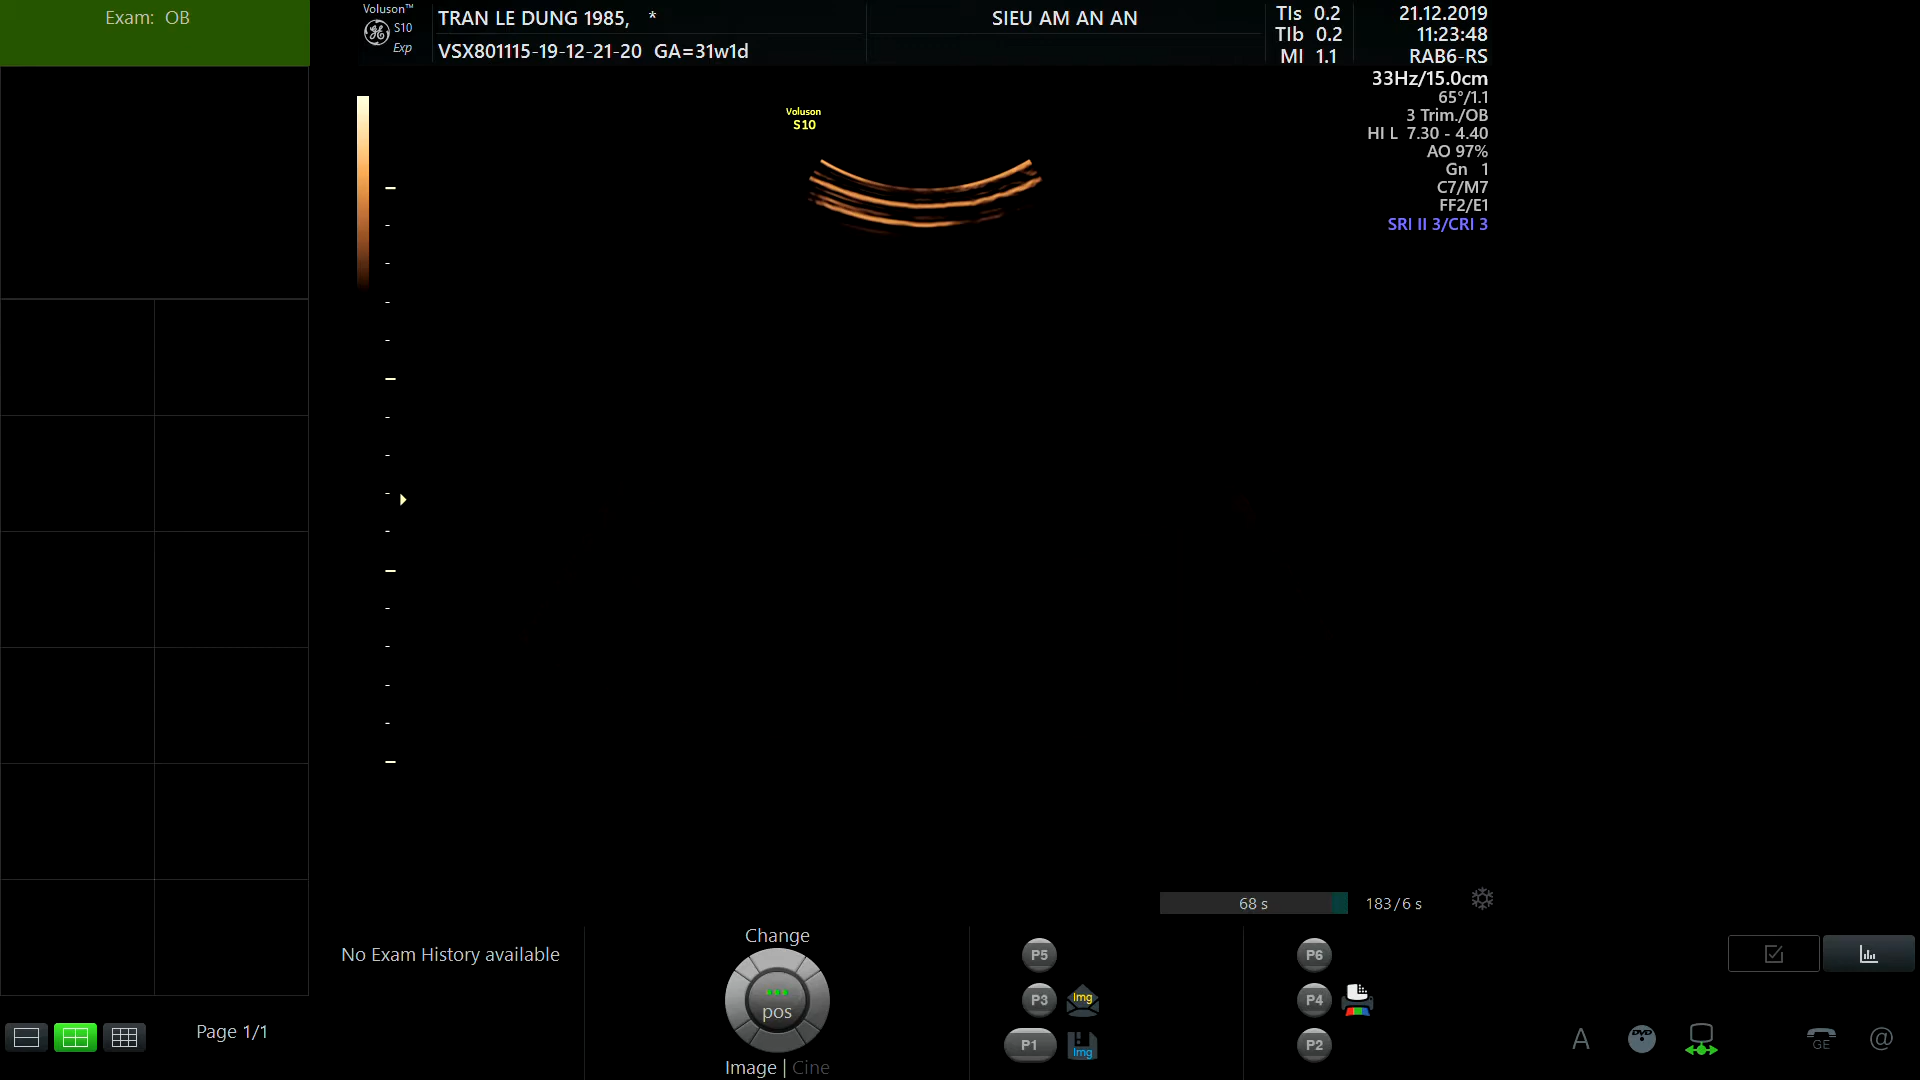 Exam: OB
Voluson™
S10
Exp
TRAN LE DUNG 1985, *
VSX801115-19-12-21-20 GA=31w1d
SIEU AM AN AN
TIs 0.2
TIb 0.2
MI 1.1
21.12.2019
11:23:48
RAB6-RS
33Hz/15.0cm
65°/1.1
3 Trim./OB
HI L 7.30 - 4.40
AO 97%
Gn 1
C7/M7
FF2/E1
SRI II 3/CRI 3
Voluson
S10
68 s
183/6 s
No Exam History available
Change
pos
Image | Cine
P5
P3 Img
P1 Img
P6
P4
P2
Page 1/1
A
DVD
GE
@